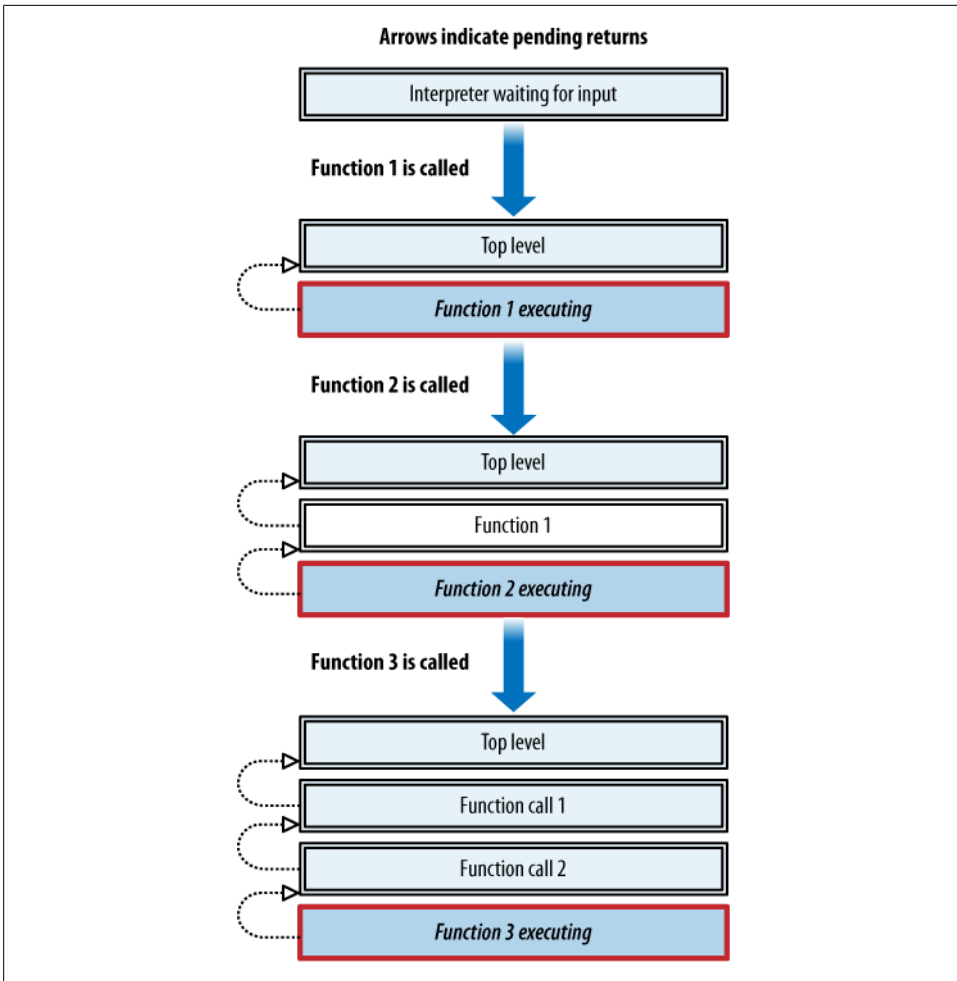 Arrows indicate pending returns
Interpreter waiting for input
Function 1 is called
Top level
Function 1 executing
Function 2 is called
Top level
Function 1
Function 2 executing
Function 3 is called
Top level
Function call 1
Function call 2
Function 3 executing